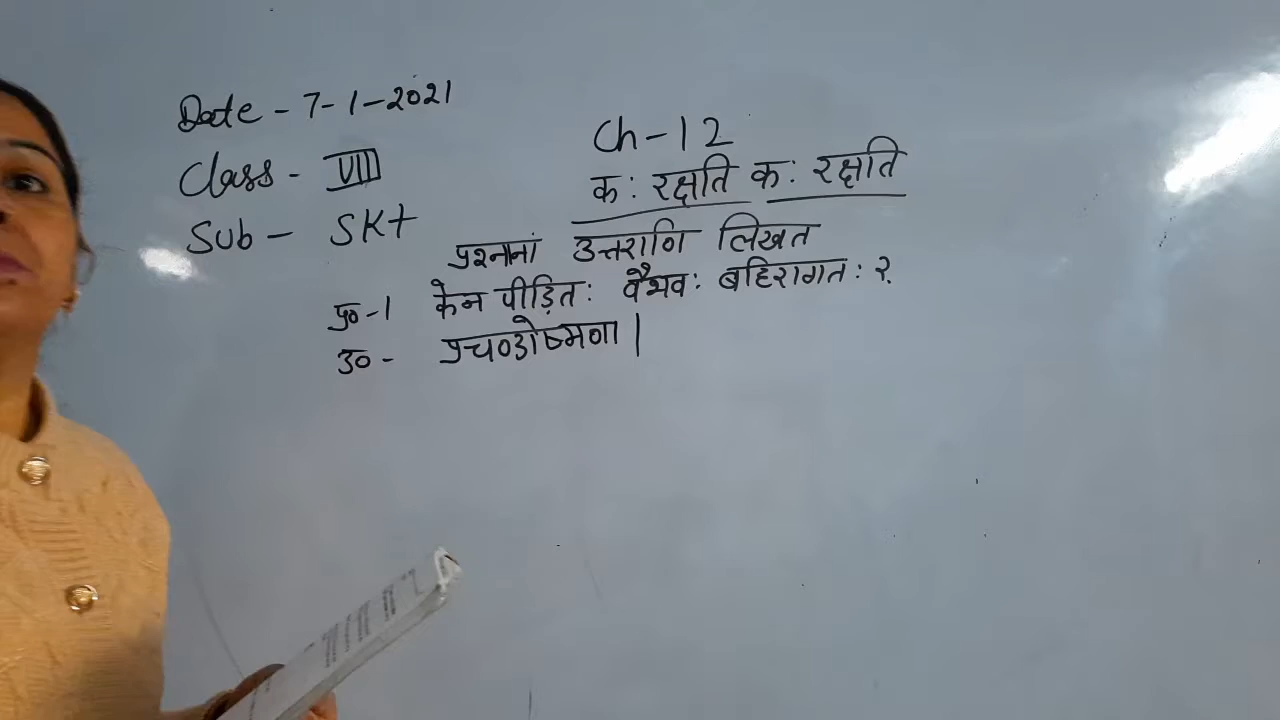 Date - 7-1-2021
Class - VIII
Sub - SKt
Ch-12
कः रक्षति कः रक्षति
प्रश्नानां उत्तराणि लिखत
प्र०-1 केन पीड़ितः वैभवः बहिरागतः ?
उ० - प्रचण्डोष्मणा |